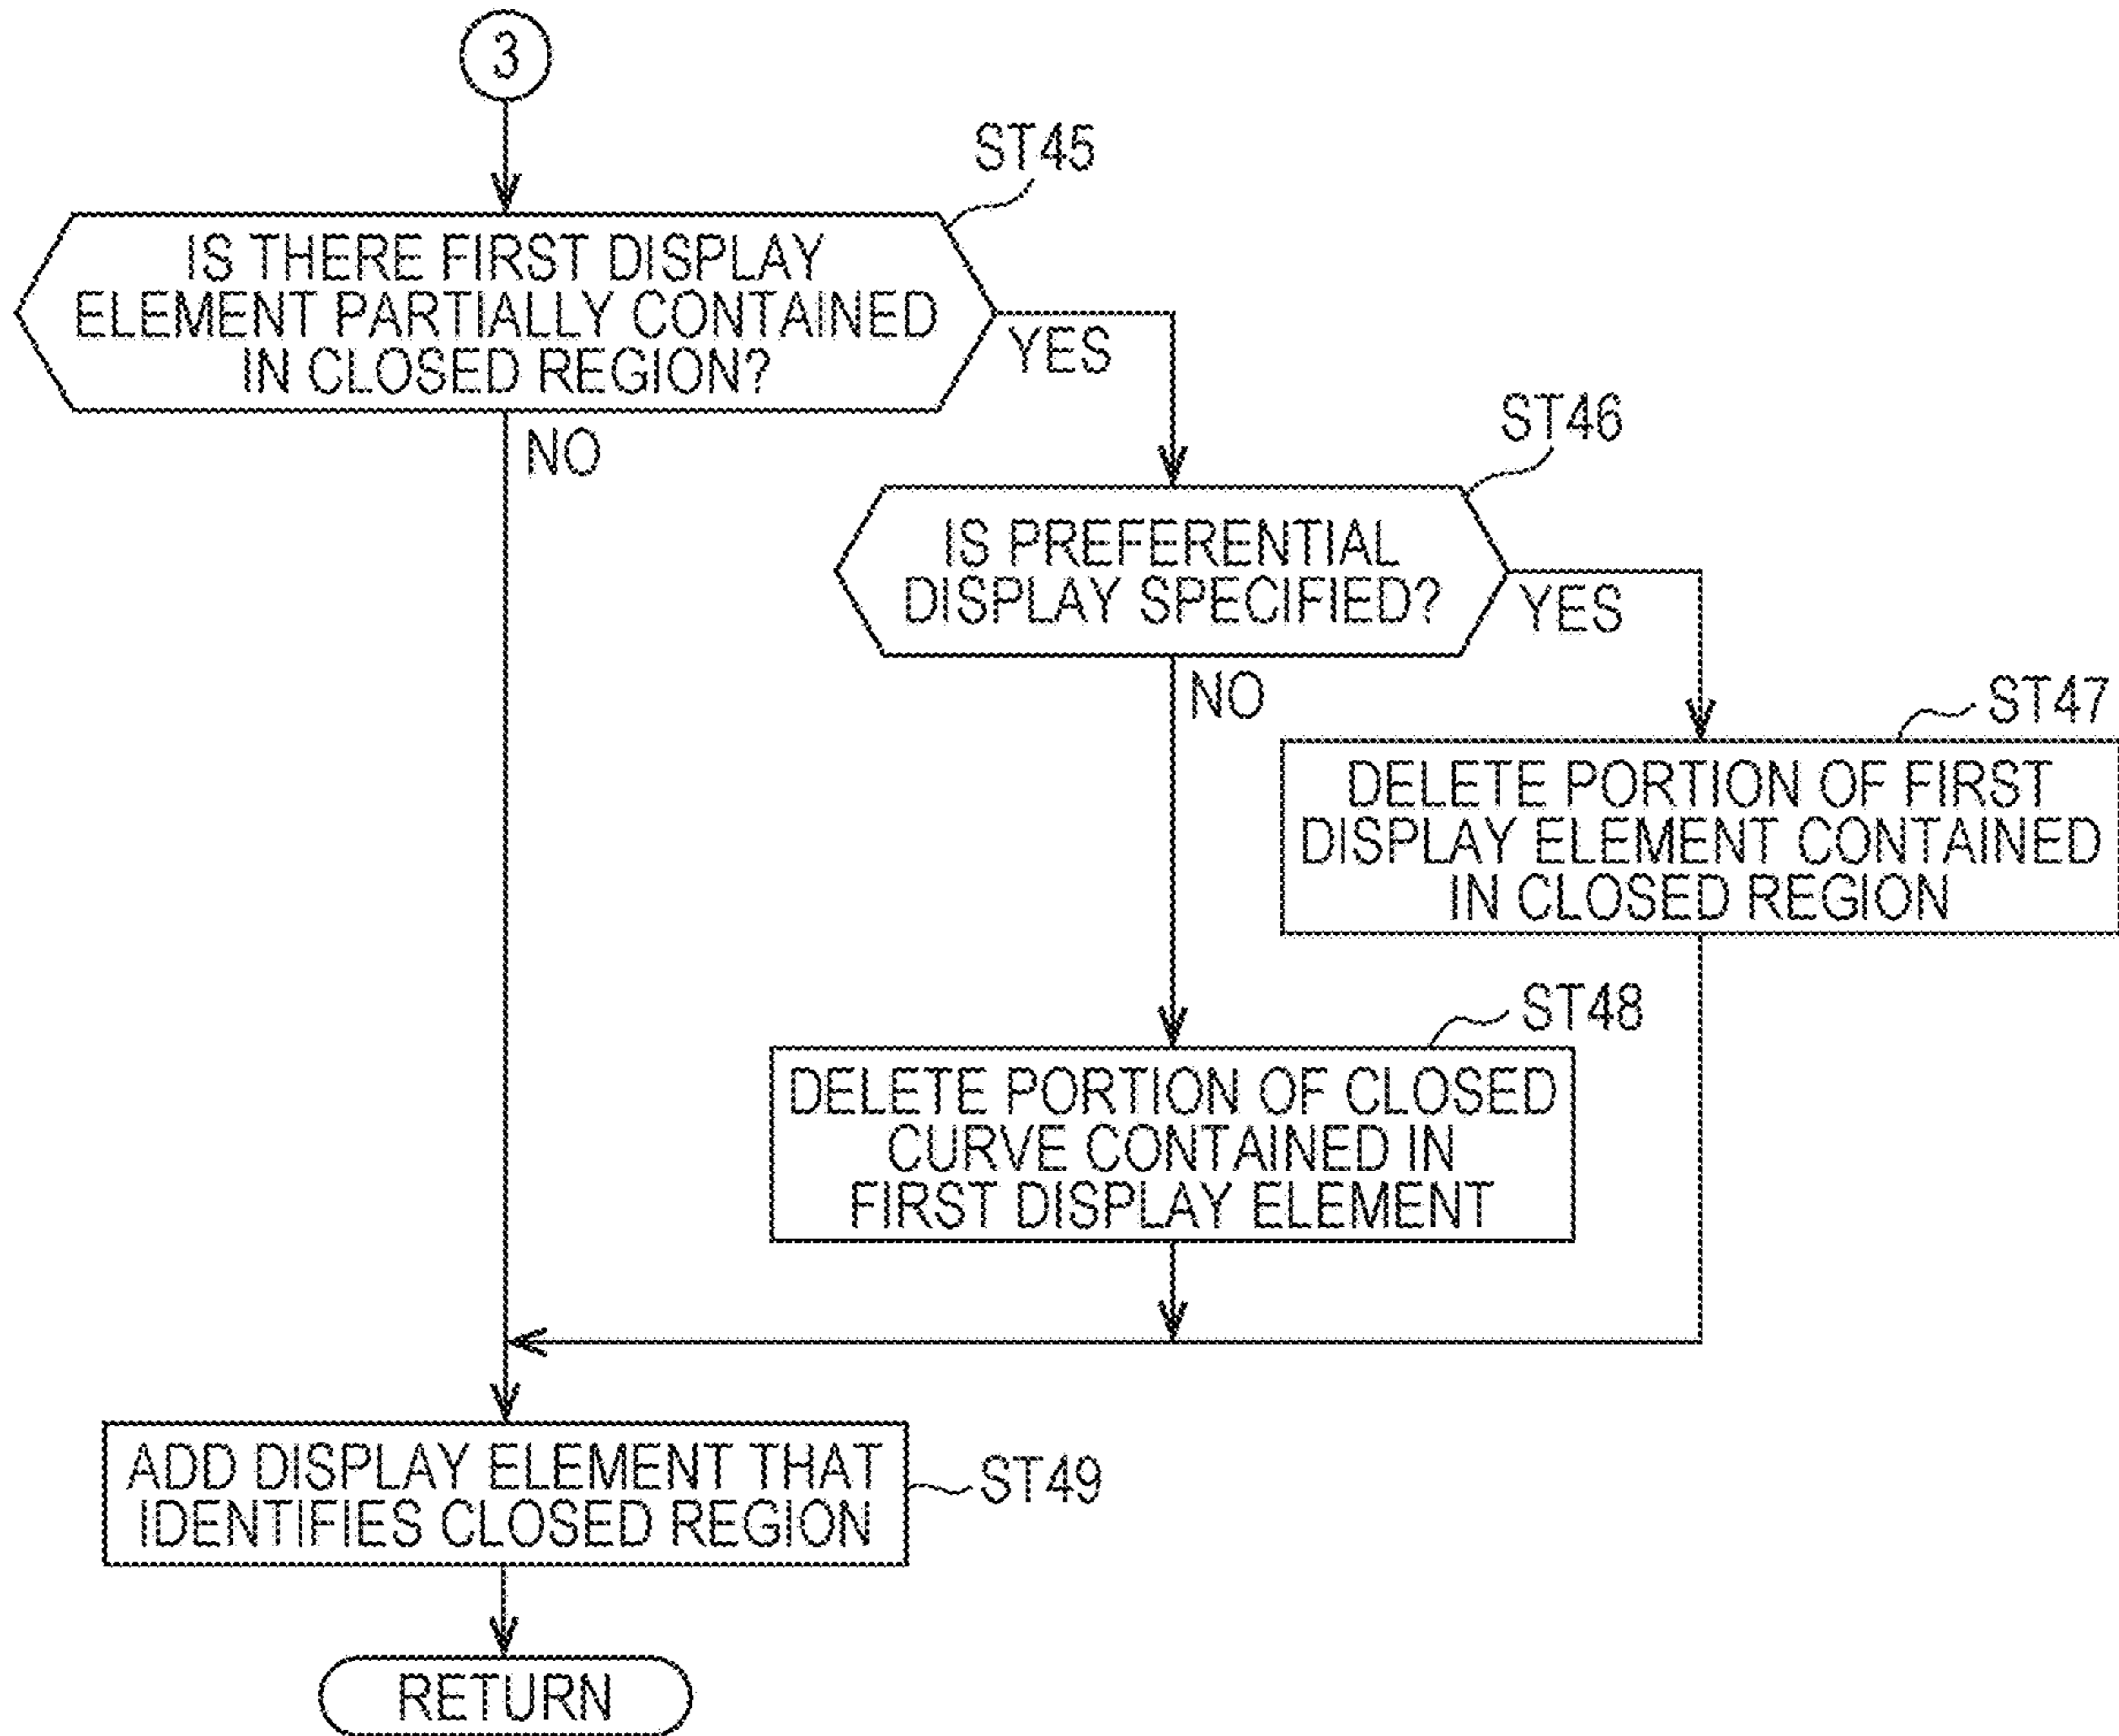 3
ST45
IS THERE FIRST DISPLAY
ELEMENT PARTIALLY CONTAINED
IN CLOSED REGION?
YES
NO
ST46
IS PREFERENTIAL
DISPLAY SPECIFIED?
YES
NO
ST47
DELETE PORTION OF FIRST
DISPLAY ELEMENT CONTAINED
IN CLOSED REGION
ST48
DELETE PORTION OF CLOSED
CURVE CONTAINED IN
FIRST DISPLAY ELEMENT
ADD DISPLAY ELEMENT THAT
IDENTIFIES CLOSED REGION
ST49
RETURN